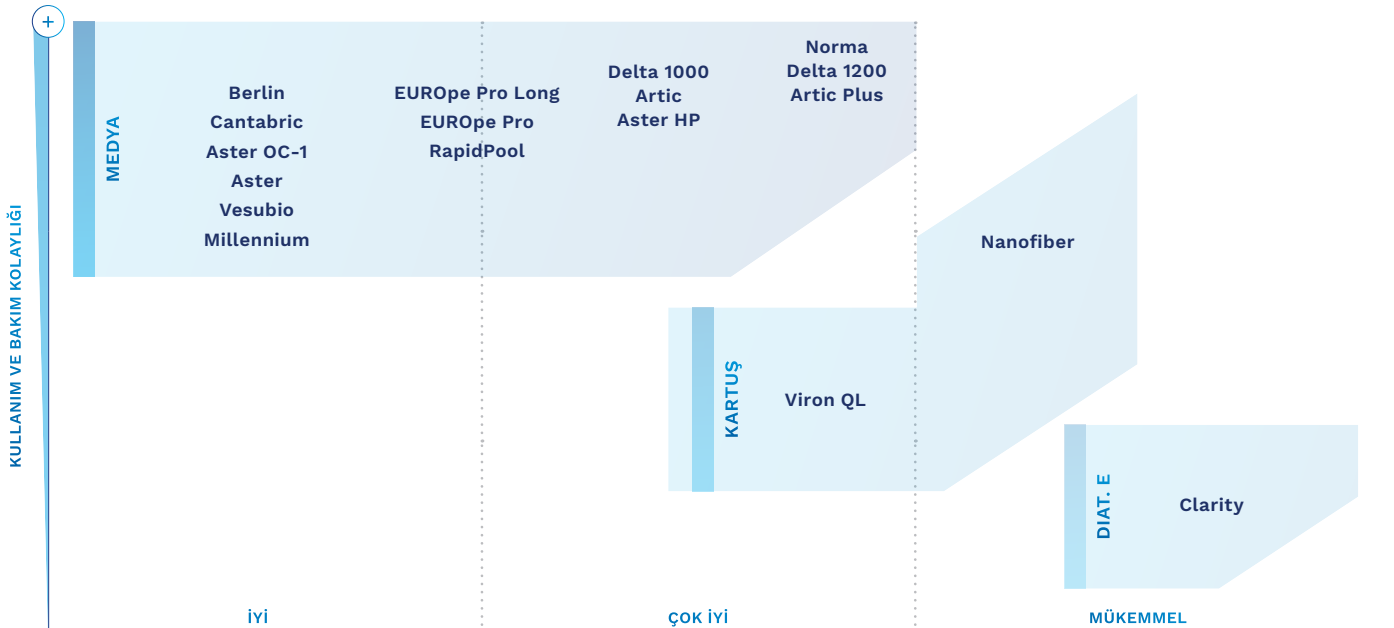 +
KULLANIM VE BAKIM KOLAYLIĞI
MEDYA
Berlin
Cantabric
Aster OC-1
Aster
Vesubio
Millennium
EUROpe Pro Long
EUROpe Pro
RapidPool
Delta 1000
Artic
Aster HP
Norma
Delta 1200
Artic Plus
Nanofiber
KARTUŞ
Viron QL
DIAT. E
Clarity
İYİ
ÇOK İYİ
MÜKEMMEL